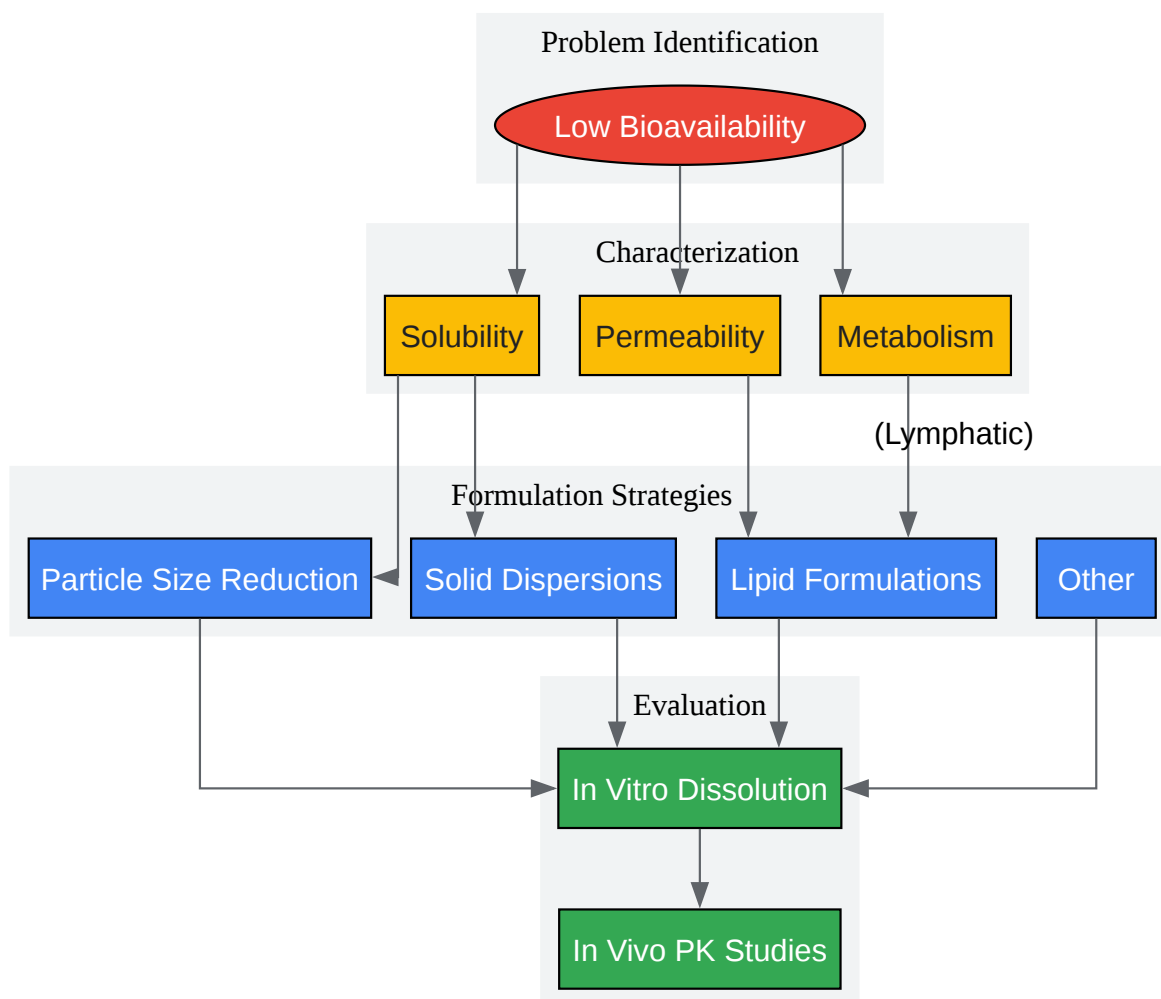 Problem Identification
Low Bioavailability
Characterization
Solubility
Permeability
Metabolism
(Lymphatic)
Formulation Strategies
Particle Size Reduction
Solid Dispersions
Lipid Formulations
Other
Evaluation
In Vitro Dissolution
In Vivo PK Studies